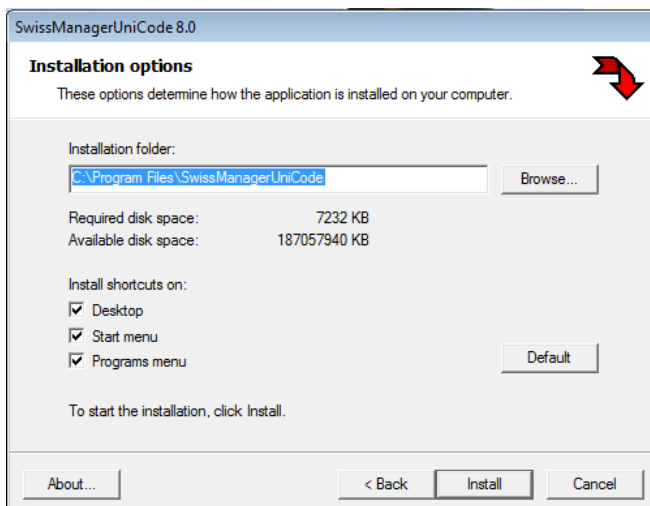 SwissManagerUniCode 8.0
Installation options
These options determine how the application is installed on your computer.
Installation folder:
C:\Program Files\SwissManagerUniCode
Browse...
Required disk space: 7232 KB
Available disk space: 187057940 KB
Install shortcuts on:
Desktop
Start menu
Programs menu
Default
To start the installation, click Install.
About... < Back Install Cancel